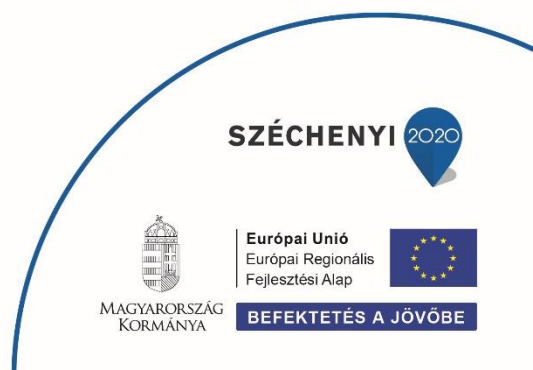 SZÉCHENYI 2020
MAGYARORSZÁG
KORMÁNYA
Európai Unió
Európai Regionális
Fejlesztési Alap
BEFEKTETÉS A JÖVŐBE